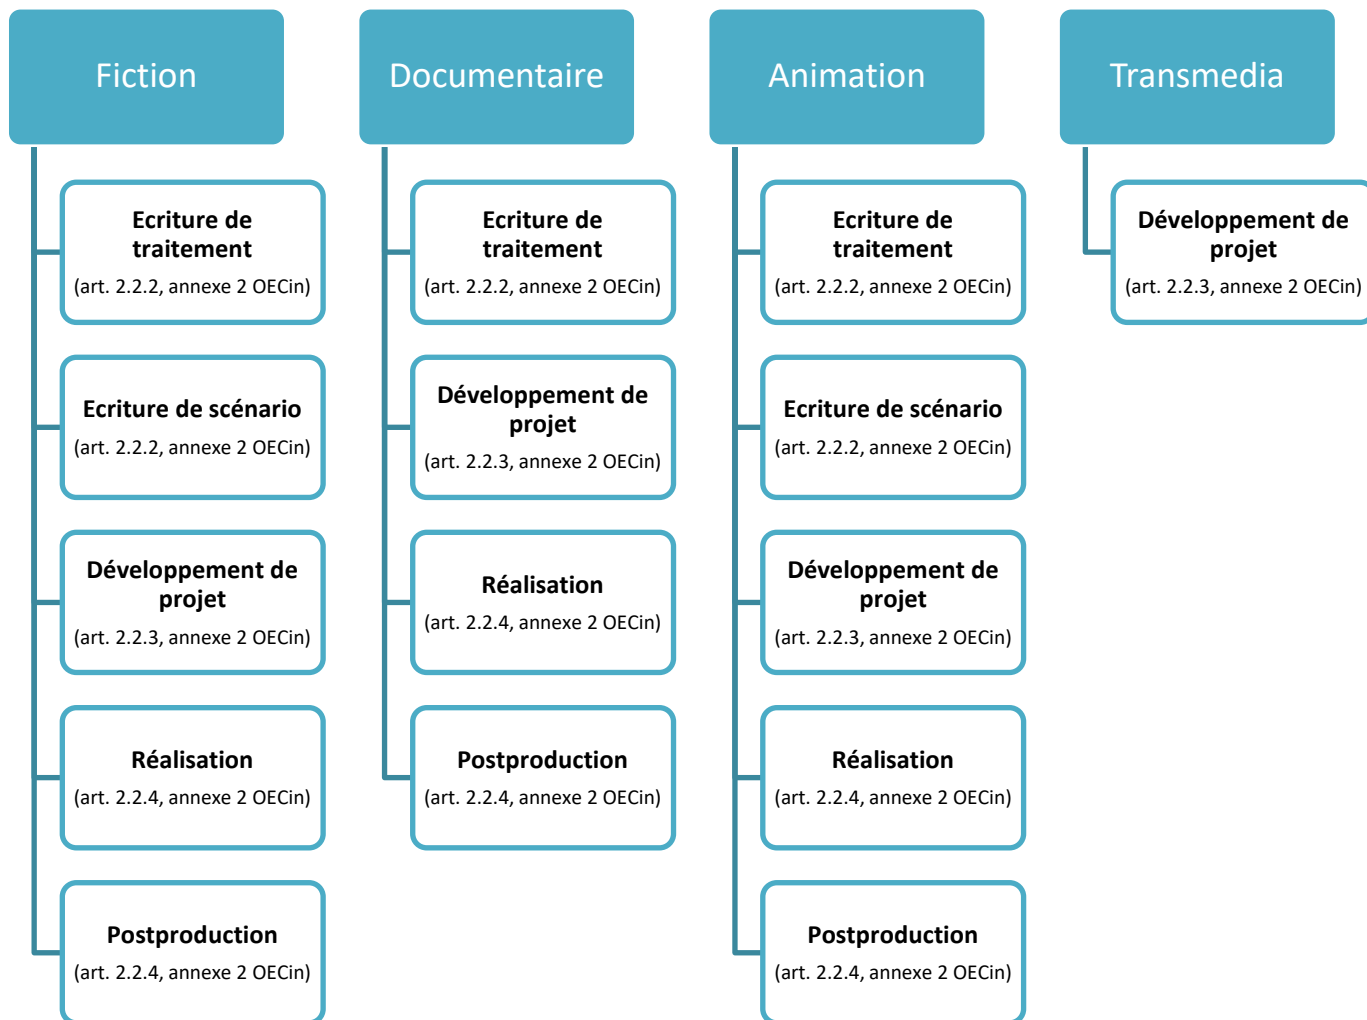 Fiction
Ecriture de
traitement
(art. 2.2.2, annexe 2 OECin)
Ecriture de scénario
(art. 2.2.2, annexe 2 OECin)
Développement de
projet
(art. 2.2.3, annexe 2 OECin)
Réalisation
(art. 2.2.4, annexe 2 OECin)
Postproduction
(art. 2.2.4, annexe 2 OECin)
Documentaire
Ecriture de
traitement
(art. 2.2.2, annexe 2 OECin)
Développement de
projet
(art. 2.2.3, annexe 2 OECin)
Réalisation
(art. 2.2.4, annexe 2 OECin)
Postproduction
(art. 2.2.4, annexe 2 OECin)
Animation
Ecriture de
traitement
(art. 2.2.2, annexe 2 OECin)
Ecriture de scénario
(art. 2.2.2, annexe 2 OECin)
Développement de
projet
(art. 2.2.3, annexe 2 OECin)
Réalisation
(art. 2.2.4, annexe 2 OECin)
Postproduction
(art. 2.2.4, annexe 2 OECin)
Transmedia
Développement de
projet
(art. 2.2.3, annexe 2 OECin)